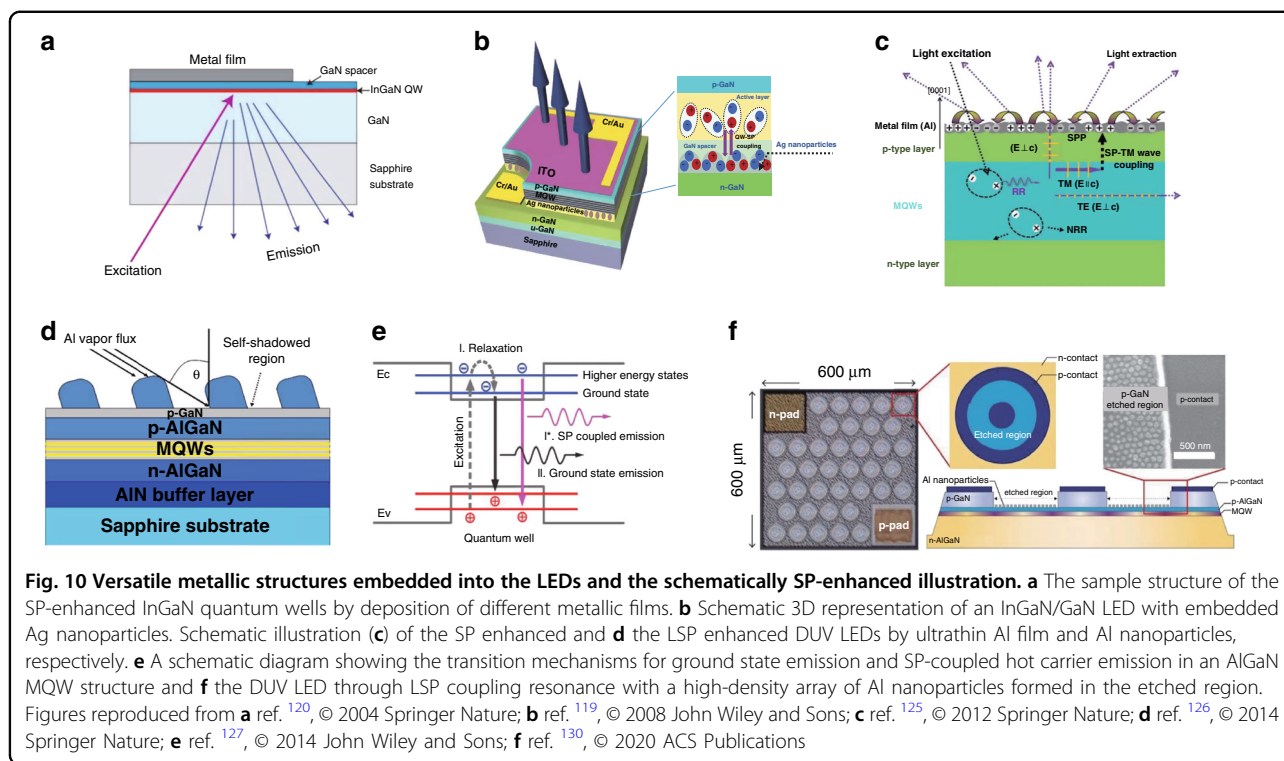 a
Metal film
GaN spacer
InGaN QW
GaN
Sapphire
substrate
Emission
Excitation
b
Cr/Au
ITO
Cr/Au
p-GaN
MQW
Ag nanoparticles
n-GaN
u-GaN
Sapphire
p-GaN
Active layer
QW-SP
coupling
GaN spacer
Ag nanoparticles
n-GaN
c
Light excitation
Light extraction
[0001]
Metal film (Al)
SPP
p-type layer
(E⊥c)
SP-TM wave
coupling
RR
TM (E∥c)
TE (E⊥c)
MQWs
NRR
n-type layer
d
Al vapor flux
Self-shadowed
region
θ
p-GaN
p-AlGaN
MQWs
n-AlGaN
AlN buffer layer
Sapphire substrate
e
I. Relaxation
Ec
Higher energy states
Ground state
Excitation
I*. SP coupled emission
II. Ground state emission
Ev
Quantum well
f
600 μm
600 μm
n-pad
p-pad
n-contact
p-contact
Etched region
p-GaN
etched region
p-contact
500 nm
Al nanoparticles
p-GaN
etched region
p-contact
p-AlGaN
MQW
n-AlGaN
Fig. 10 Versatile metallic structures embedded into the LEDs and the schematically SP-enhanced illustration. a The sample structure of the
SP-enhanced InGaN quantum wells by deposition of different metallic films. b Schematic 3D representation of an InGaN/GaN LED with embedded
Ag nanoparticles. Schematic illustration (c) of the SP enhanced and d the LSP enhanced DUV LEDs by ultrathin Al film and Al nanoparticles,
respectively. e A schematic diagram showing the transition mechanisms for ground state emission and SP-coupled hot carrier emission in an AlGaN
MQW structure and f the DUV LED through LSP coupling resonance with a high-density array of Al nanoparticles formed in the etched region.
Figures reproduced from a ref. 120, © 2004 Springer Nature; b ref. 119, © 2008 John Wiley and Sons; c ref. 125, © 2012 Springer Nature; d ref. 126, © 2014
Springer Nature; e ref. 127, © 2014 John Wiley and Sons; f ref. 130, © 2020 ACS Publications